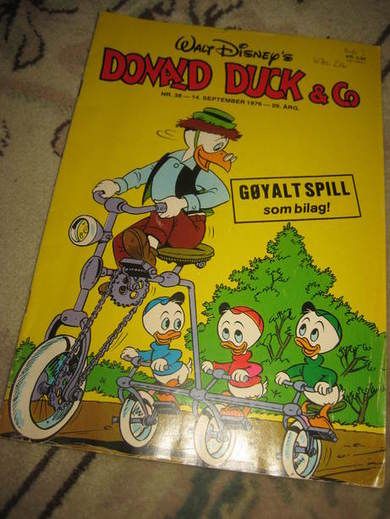 WALT DISNEY'S
DONALD DUCK & Co
NR. 38 — 14. SEPTEMBER 1976 — 29. ÅRG.
GØYALT SPILL
som bilag!